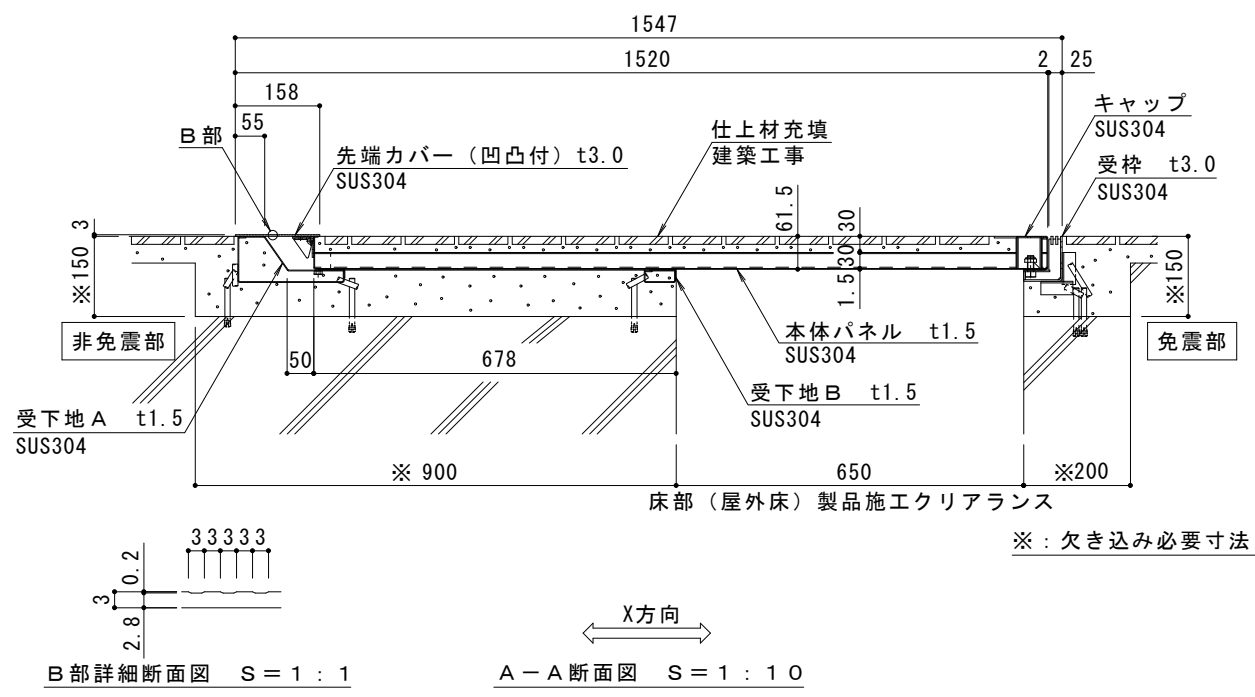 1547
1520
2
25
158
55
B部
先端カバー（凹凸付）t3.0
SUS304
仕上材充填
建築工事
キャップ
SUS304
受枠 t3.0
SUS304
3
61.5
30
※150
1.5
30
※150
非免震部
免震部
50
678
本体パネル t1.5
SUS304
受下地A t1.5
SUS304
受下地B t1.5
SUS304
※ 900
650
※200
床部（屋外床）製品施工クリアランス
※：欠き込み必要寸法
3 3 3 3 3
0.2
3
2.8
X方向
B部詳細断面図 S＝1：1
A－A断面図 S＝1：10